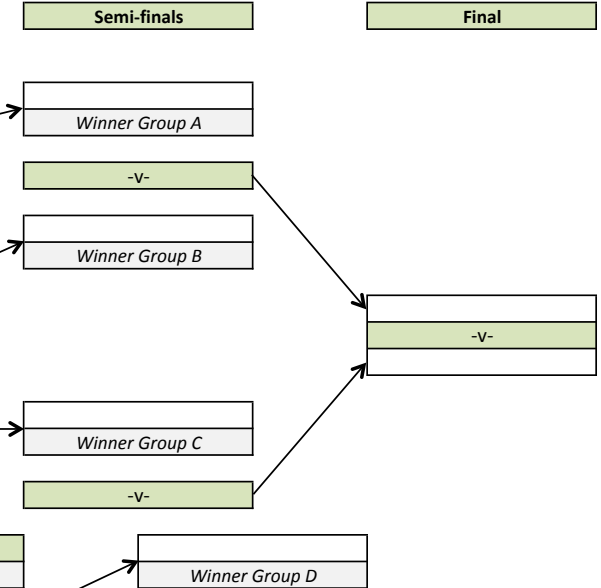 Semi-finals
Final
Winner Group A
-v-
Winner Group B
-v-
Winner Group C
-v-
Winner Group D